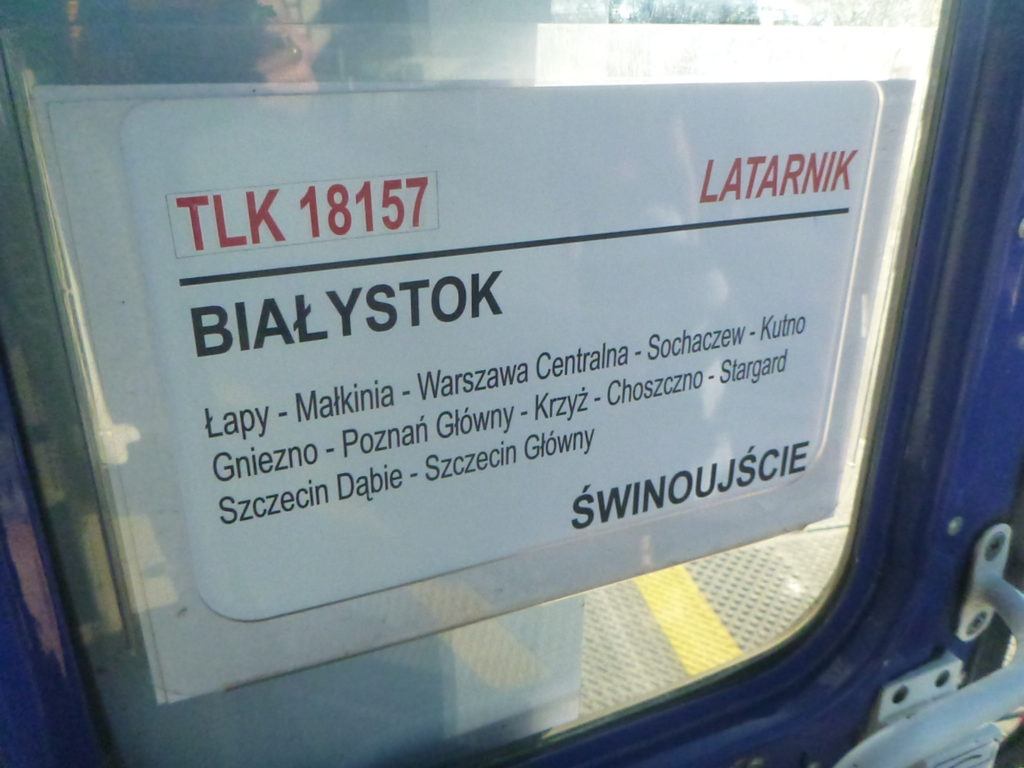 TLK 18157 LATARNIK
BIAŁYSTOK
Łapy - Małkinia - Warszawa Centralna - Sochaczew - Kutno
Gniezno - Poznań Główny - Krzyż - Choszczno - Stargard
Szczecin Dąbie - Szczecin Główny
ŚWINOUJŚCIE